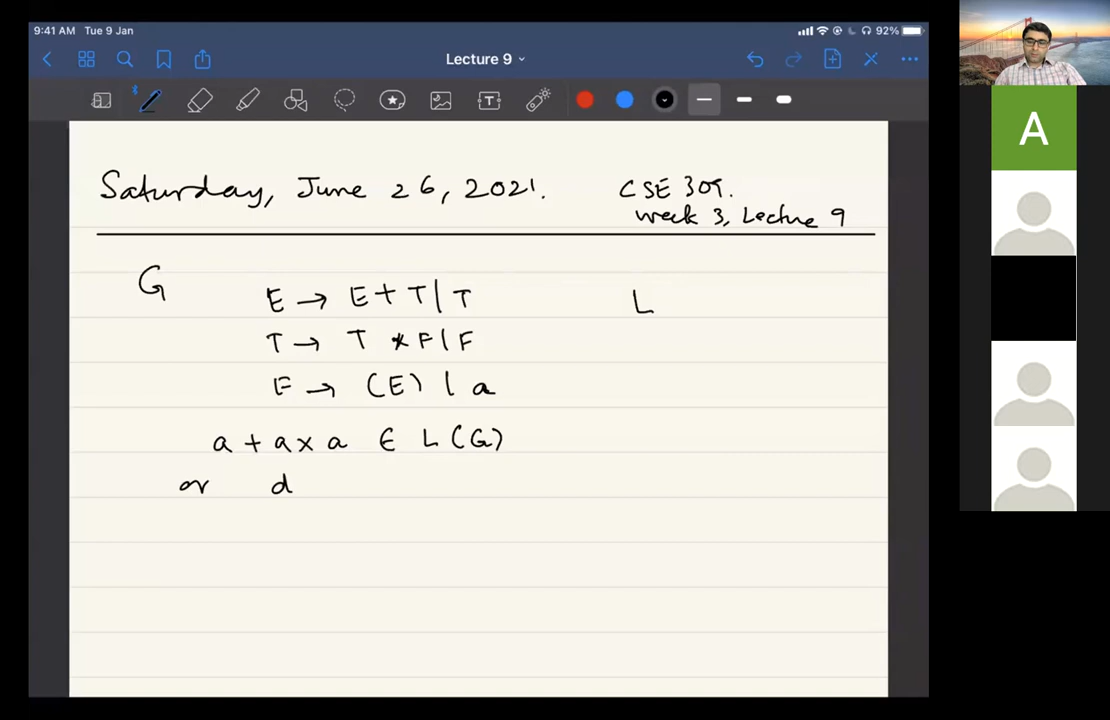 9:41 AM Tue 9 Jan
92%
Lecture 9
T
Saturday, June 26, 2021.
CSE 309.
week 3, Lecture 9
G
E → E + T | T
L
T → T * F | F
F → (E) | a
a + a × a ∈ L(G)
or d
A